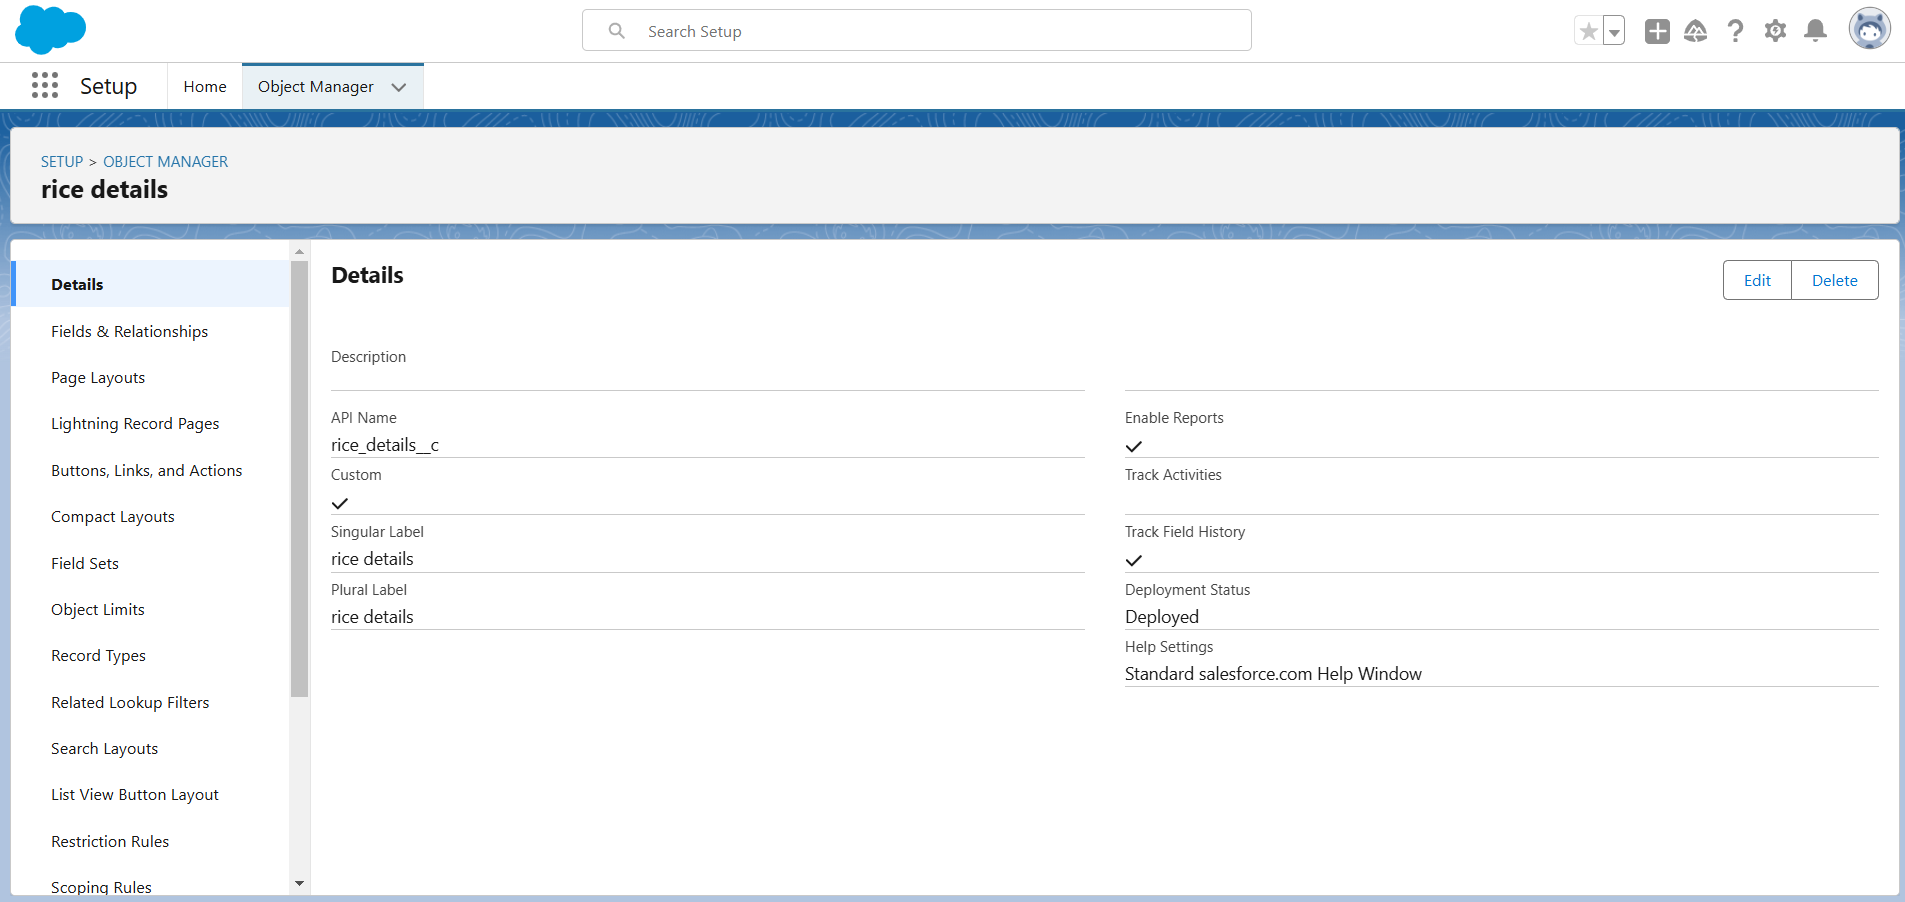 Search Setup
Setup
Home
Object Manager
SETUP > OBJECT MANAGER
rice details
Details
Fields & Relationships
Page Layouts
Lightning Record Pages
Buttons, Links, and Actions
Compact Layouts
Field Sets
Object Limits
Record Types
Related Lookup Filters
Search Layouts
List View Button Layout
Restriction Rules
Scoping Rules
Details
Edit
Delete
Description
API Name
rice_details__c
Custom
Singular Label
rice details
Plural Label
rice details
Enable Reports
Track Activities
Track Field History
Deployment Status
Deployed
Help Settings
Standard salesforce.com Help Window